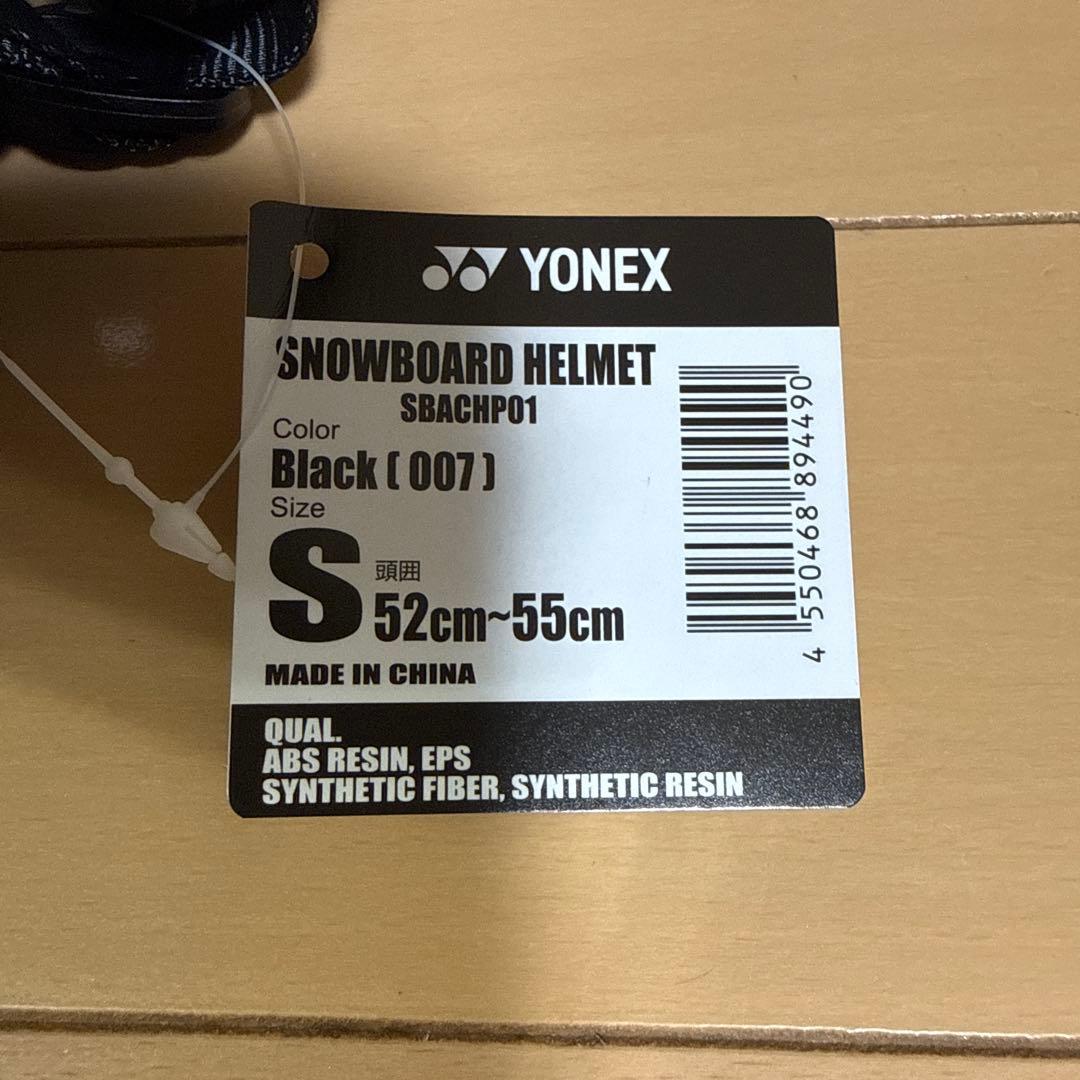 YONEX
SNOWBOARD HELMET
SBACHP01
Color
Black ( 007 )
Size
S 頭囲
52cm~55cm
MADE IN CHINA
4 550468 894490
QUAL.
ABS RESIN, EPS
SYNTHETIC FIBER, SYNTHETIC RESIN